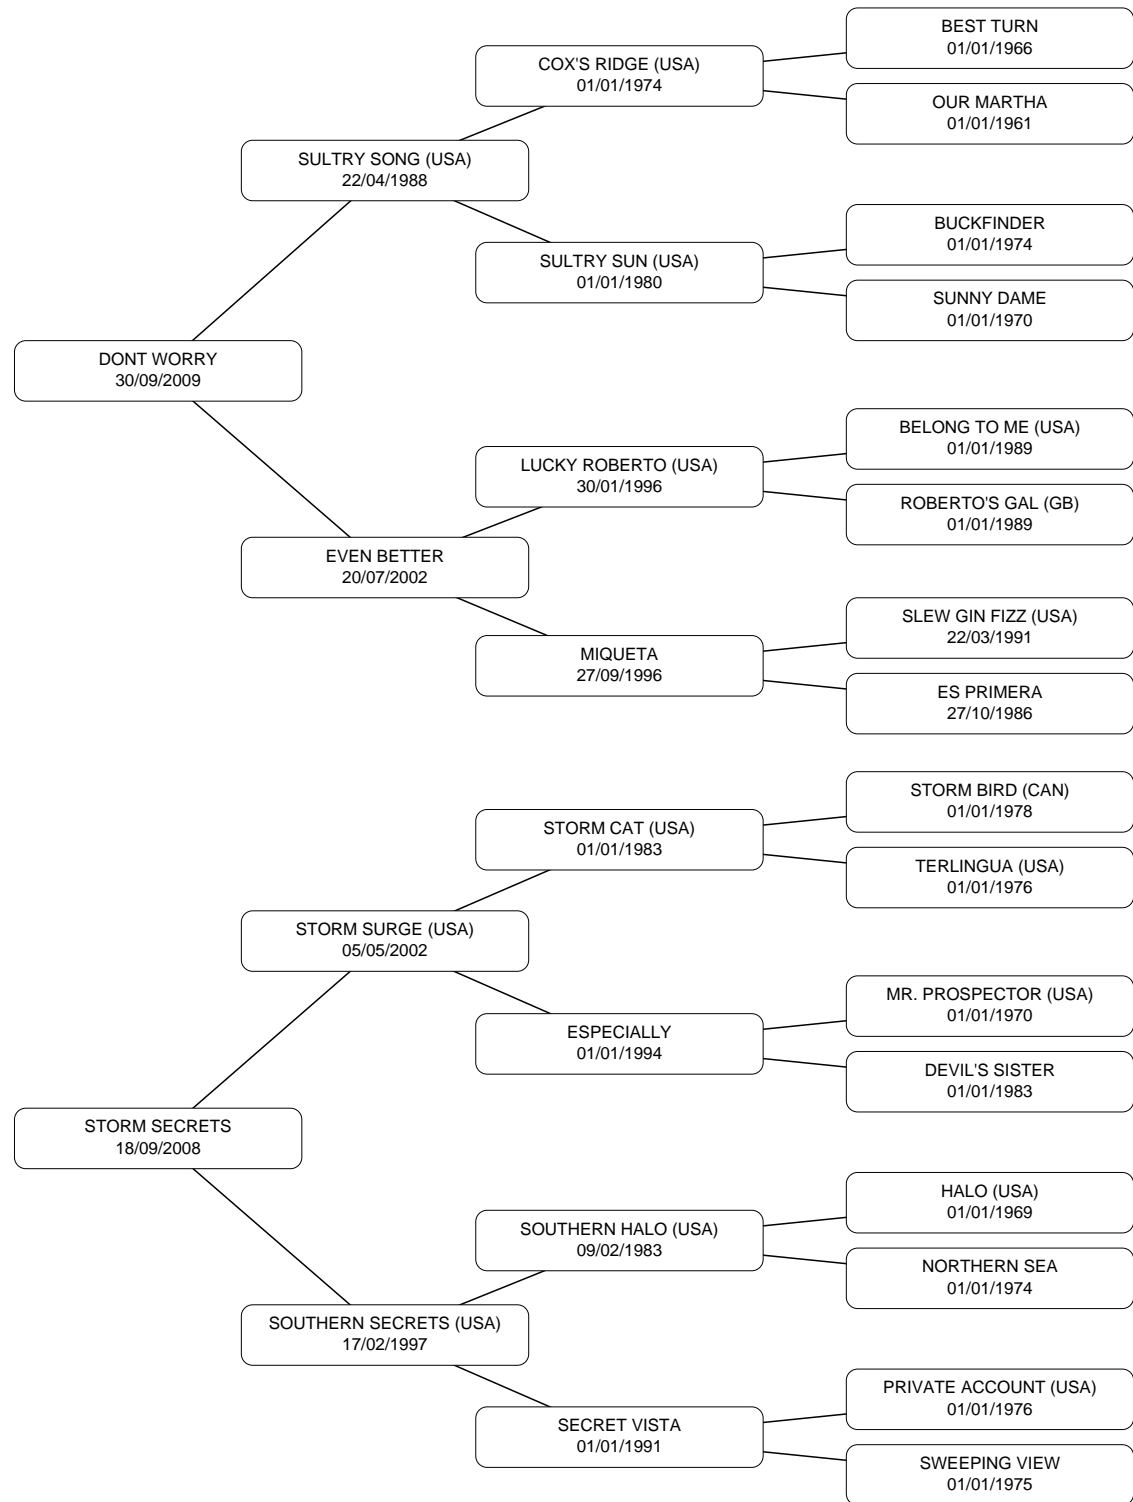 BEST TURN
01/01/1966
COX'S RIDGE (USA)
01/01/1974
OUR MARTHA
01/01/1961
SULTRY SONG (USA)
22/04/1988
BUCKFINDER
01/01/1974
SULTRY SUN (USA)
01/01/1980
SUNNY DAME
01/01/1970
DONT WORRY
30/09/2009
BELONG TO ME (USA)
01/01/1989
LUCKY ROBERTO (USA)
30/01/1996
ROBERTO'S GAL (GB)
01/01/1989
EVEN BETTER
20/07/2002
SLEW GIN FIZZ (USA)
22/03/1991
MIQUETA
27/09/1996
ES PRIMERA
27/10/1986
STORM BIRD (CAN)
01/01/1978
STORM CAT (USA)
01/01/1983
TERLINGUA (USA)
01/01/1976
STORM SURGE (USA)
05/05/2002
MR. PROSPECTOR (USA)
01/01/1970
ESPECIALLY
01/01/1994
DEVIL'S SISTER
01/01/1983
STORM SECRETS
18/09/2008
HALO (USA)
01/01/1969
SOUTHERN HALO (USA)
09/02/1983
NORTHERN SEA
01/01/1974
SOUTHERN SECRETS (USA)
17/02/1997
PRIVATE ACCOUNT (USA)
01/01/1976
SECRET VISTA
01/01/1991
SWEEPING VIEW
01/01/1975